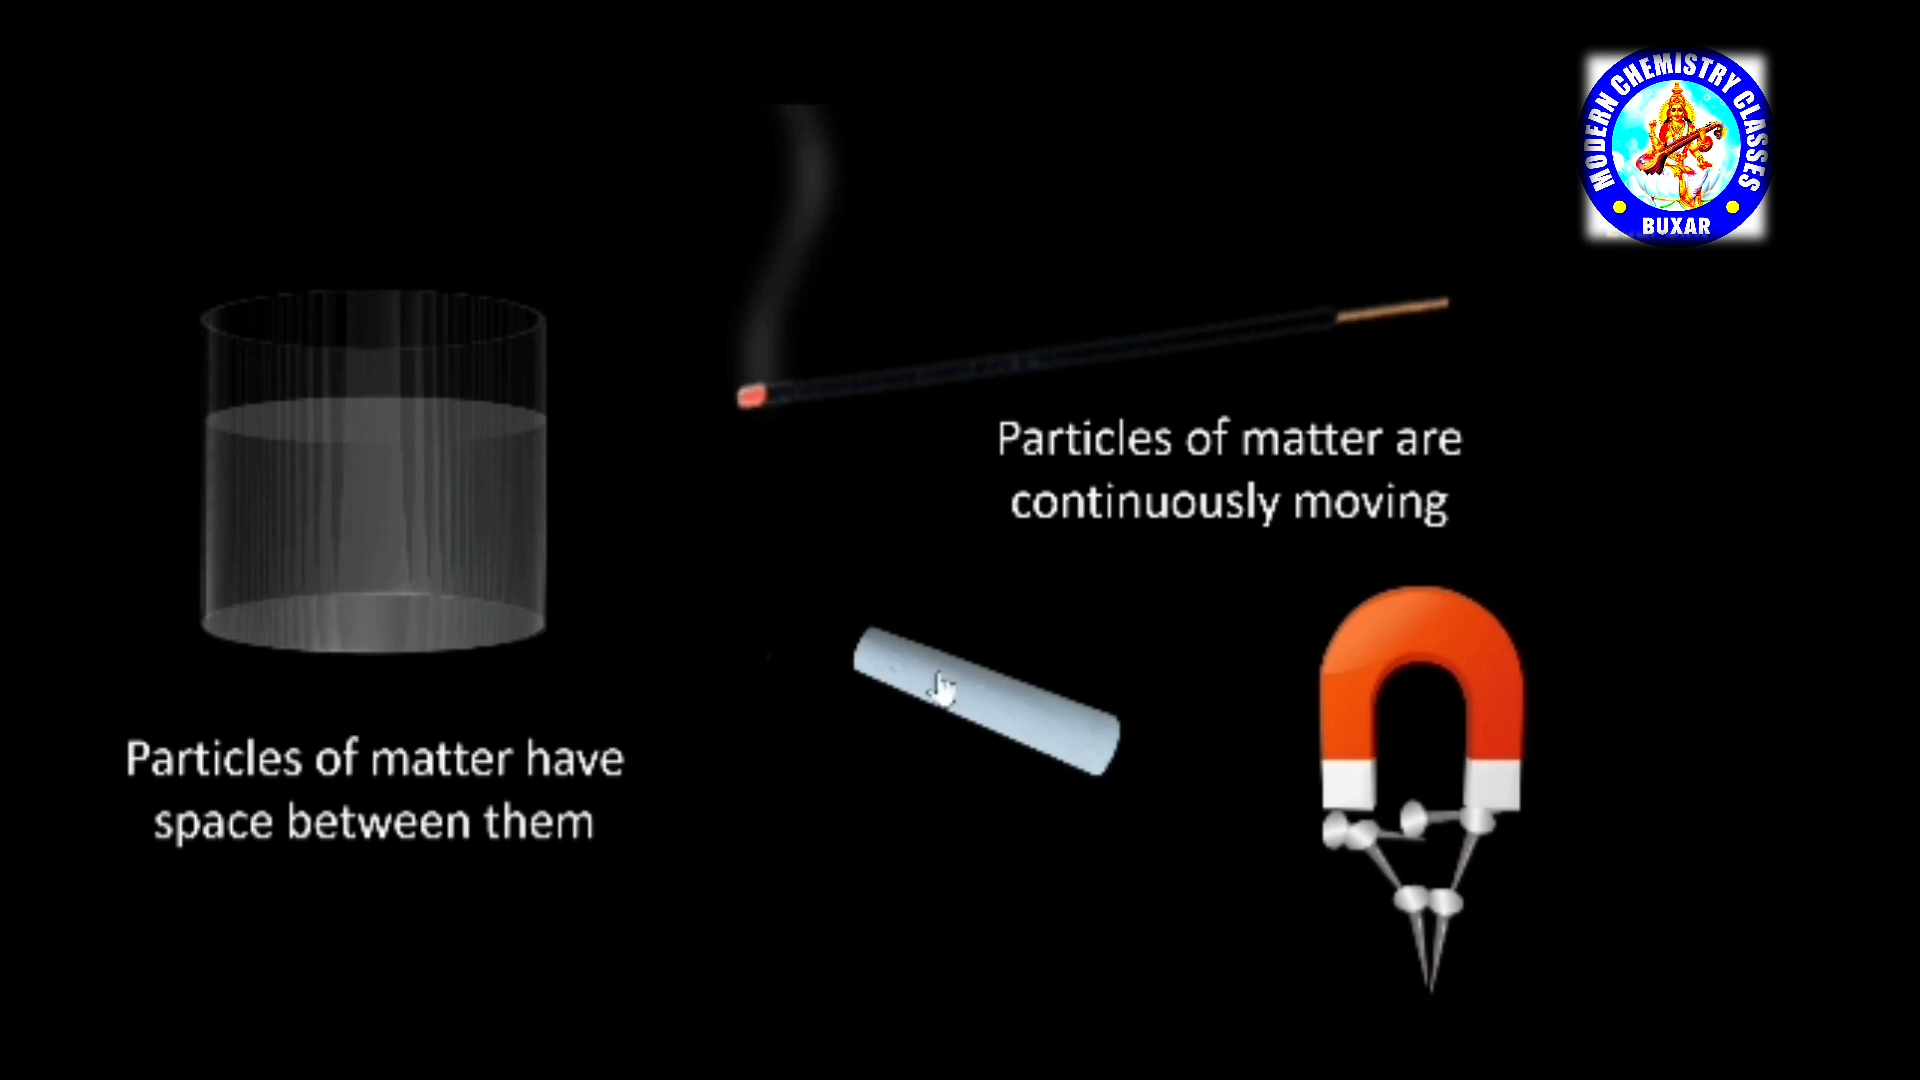 MODERN CHEMISTRY CLASSES
BUXAR
Particles of matter are
continuously moving
Particles of matter have
space between them